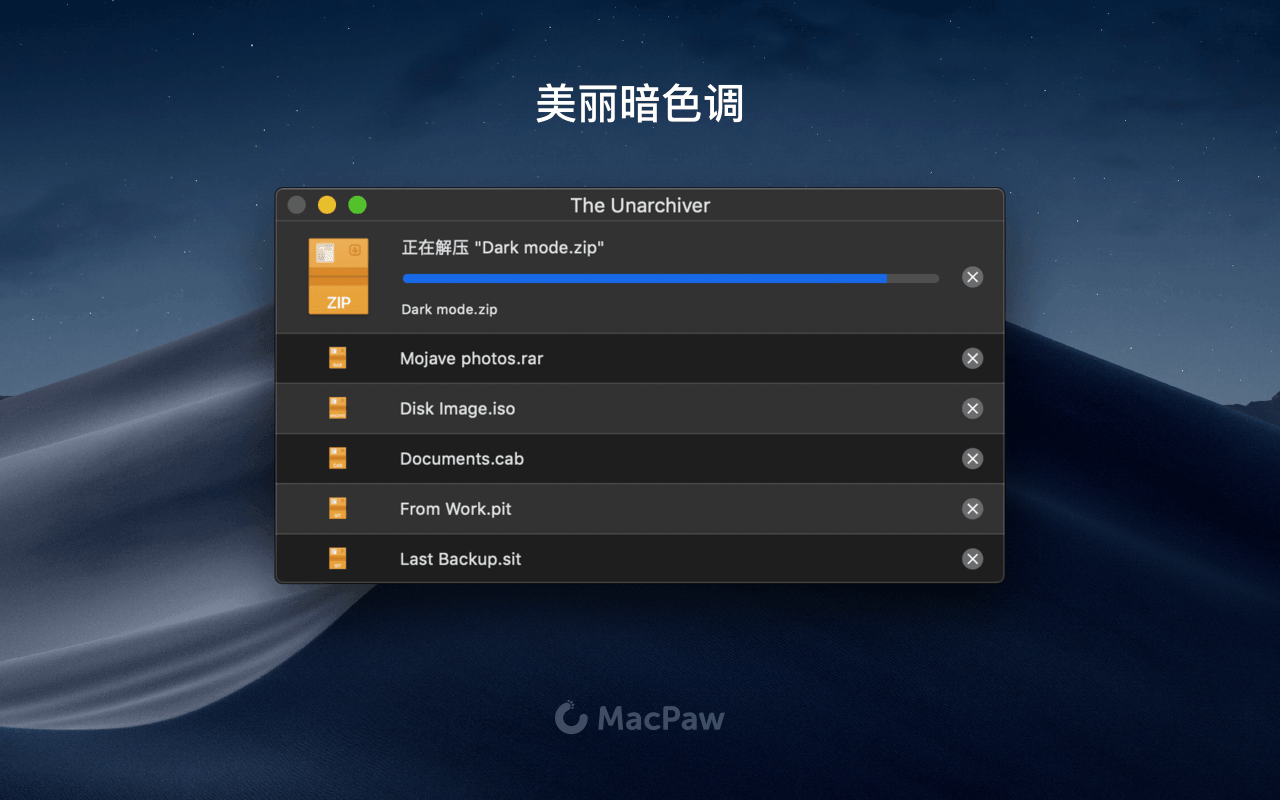 美丽暗色调
The Unarchiver
正在解压 "Dark mode.zip"
ZIP
Dark mode.zip
Mojave photos.rar
Disk Image.iso
Documents.cab
From Work.pit
Last Backup.sit
MacPaw